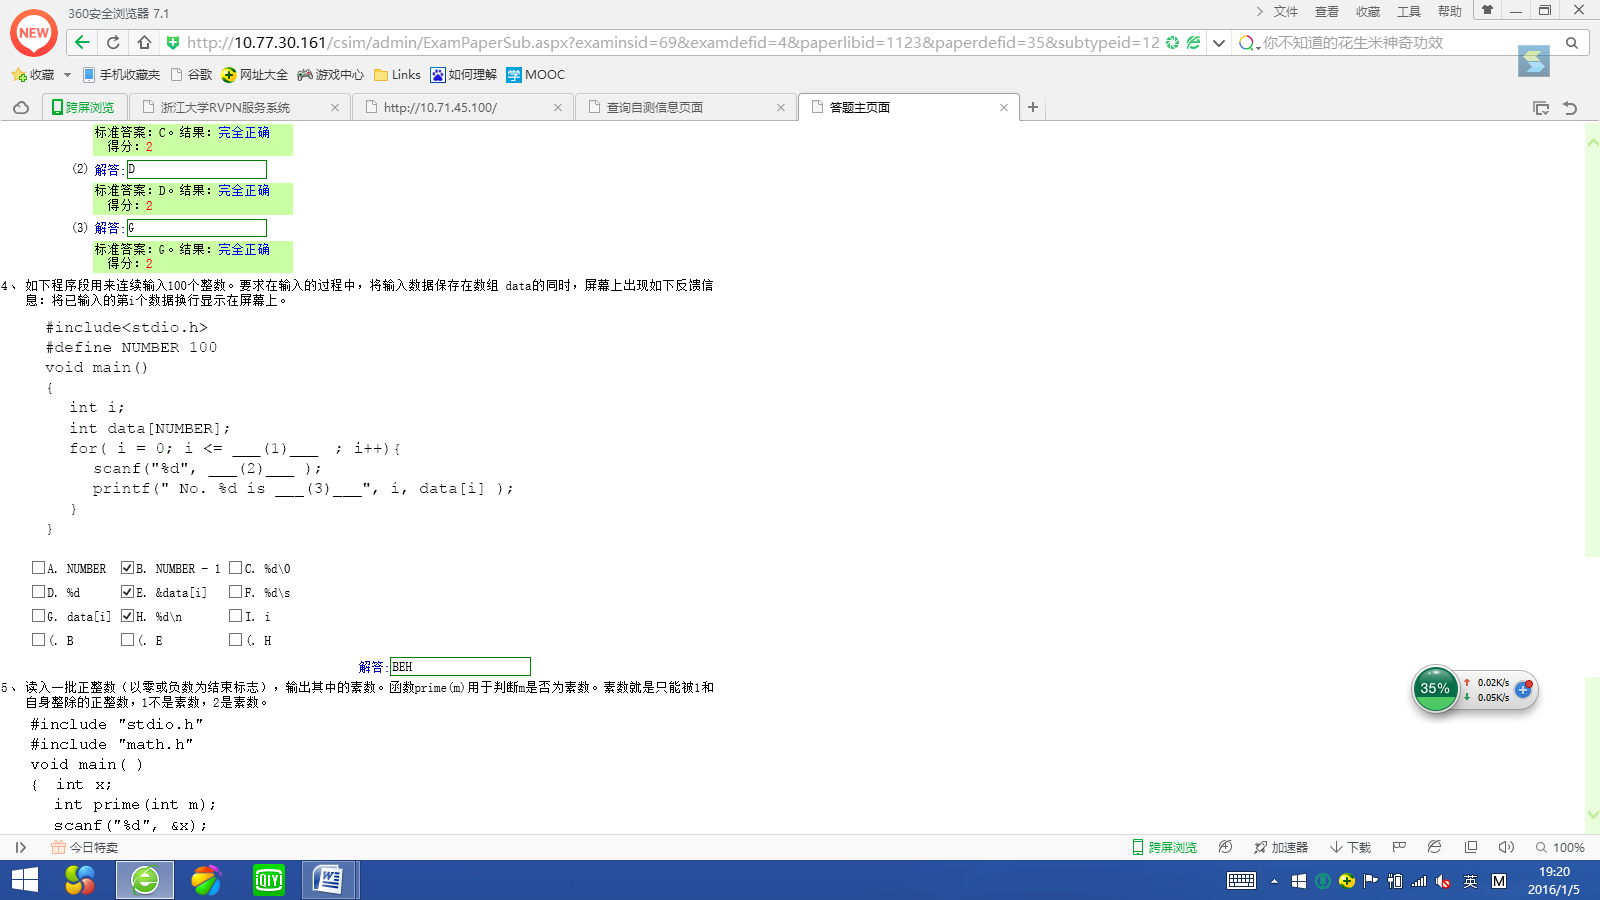 NEW
360安全浏览器 7.1
文件 查看 收藏 工具 帮助
http://10.77.30.161/csim/admin/ExamPaperSub.aspx?examinsid=69&examdefid=4&paperlibid=1123&paperdefid=35&subtypeid=12
你不知道的花生米神奇功效
收藏 手机收藏夹 谷歌 网址大全 游戏中心 Links 如何理解 学 MOOC
跨屏浏览 浙江大学RVPN服务系统 http://10.71.45.100/ 查询自测信息页面 答题主页面
标准答案: C。结果: 完全正确
得分: 2
(2) 解答: D
标准答案: D。结果: 完全正确
得分: 2
(3) 解答: G
标准答案: G。结果: 完全正确
得分: 2
4、如下程序段用来连续输入100个整数。要求在输入的过程中，将输入数据保存在数组 data的同时，屏幕上出现如下反馈信
息：将已输入的第i个数据换行显示在屏幕上。
#include<stdio.h>
#define NUMBER 100
void main()
{
int i;
int data[NUMBER];
for( i = 0; i <= ___(1)___ ; i++){
scanf("%d", ___(2)___ );
printf(" No. %d is ___(3)___", i, data[i] );
}
}
A. NUMBER B. NUMBER - 1 C. %d\0
D. %d E. &data[i] F. %d\s
G. data[i] H. %d\n I. i
(. B (. E (. H
解答: BEH
5、读入一批正整数（以零或负数为结束标志），输出其中的素数。函数prime(m)用于判断m是否为素数。素数就是只能被1和
自身整除的正整数，1不是素数，2是素数。
#include "stdio.h"
#include "math.h"
void main( )
{ int x;
int prime(int m);
scanf("%d", &x);
35% 0.02K/s
0.05K/s
今日特卖 跨屏浏览 加速器 下载 100%
QIYI 英 M 19:20
2016/1/5